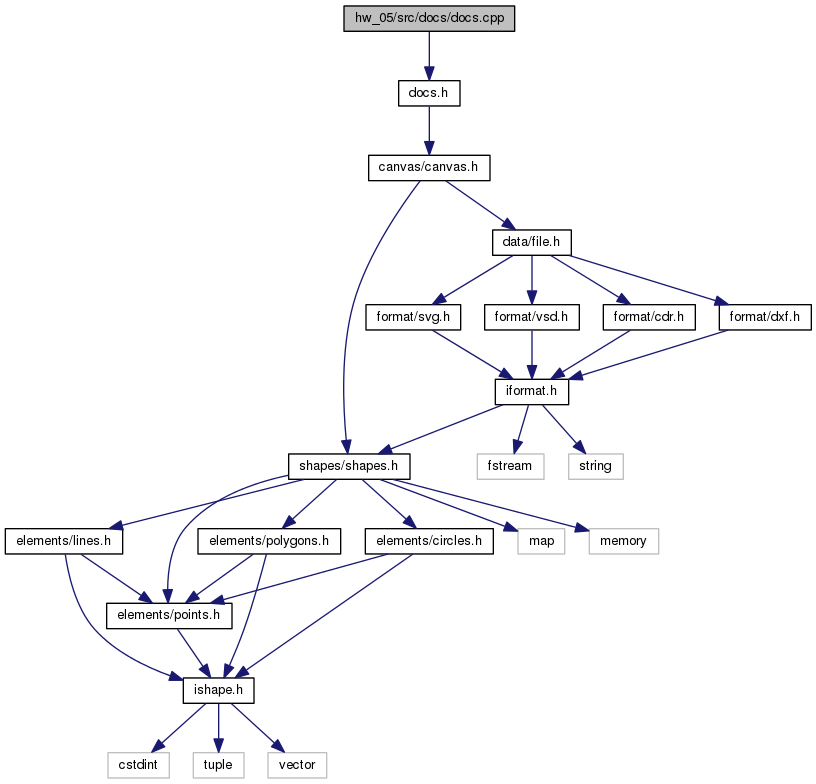 hw_05/src/docs/docs.cpp
docs.h
canvas/canvas.h
data/file.h
format/svg.h
format/vsd.h
format/cdr.h
format/dxf.h
iformat.h
shapes/shapes.h
fstream
string
elements/lines.h
elements/polygons.h
elements/circles.h
map
memory
elements/points.h
ishape.h
cstdint
tuple
vector